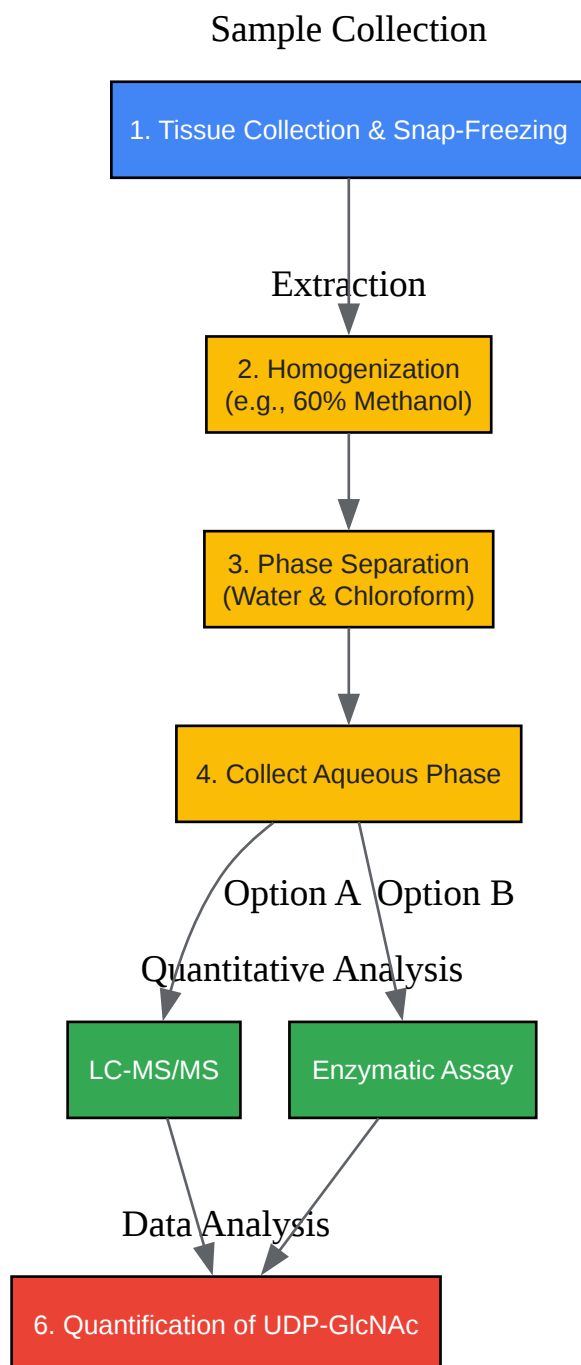 Sample Collection
1. Tissue Collection & Snap-Freezing
Extraction
2. Homogenization
(e.g., 60% Methanol)
3. Phase Separation
(Water & Chloroform)
4. Collect Aqueous Phase
Option A
Option B
Quantitative Analysis
LC-MS/MS
Enzymatic Assay
Data Analysis
6. Quantification of UDP-GlcNAc